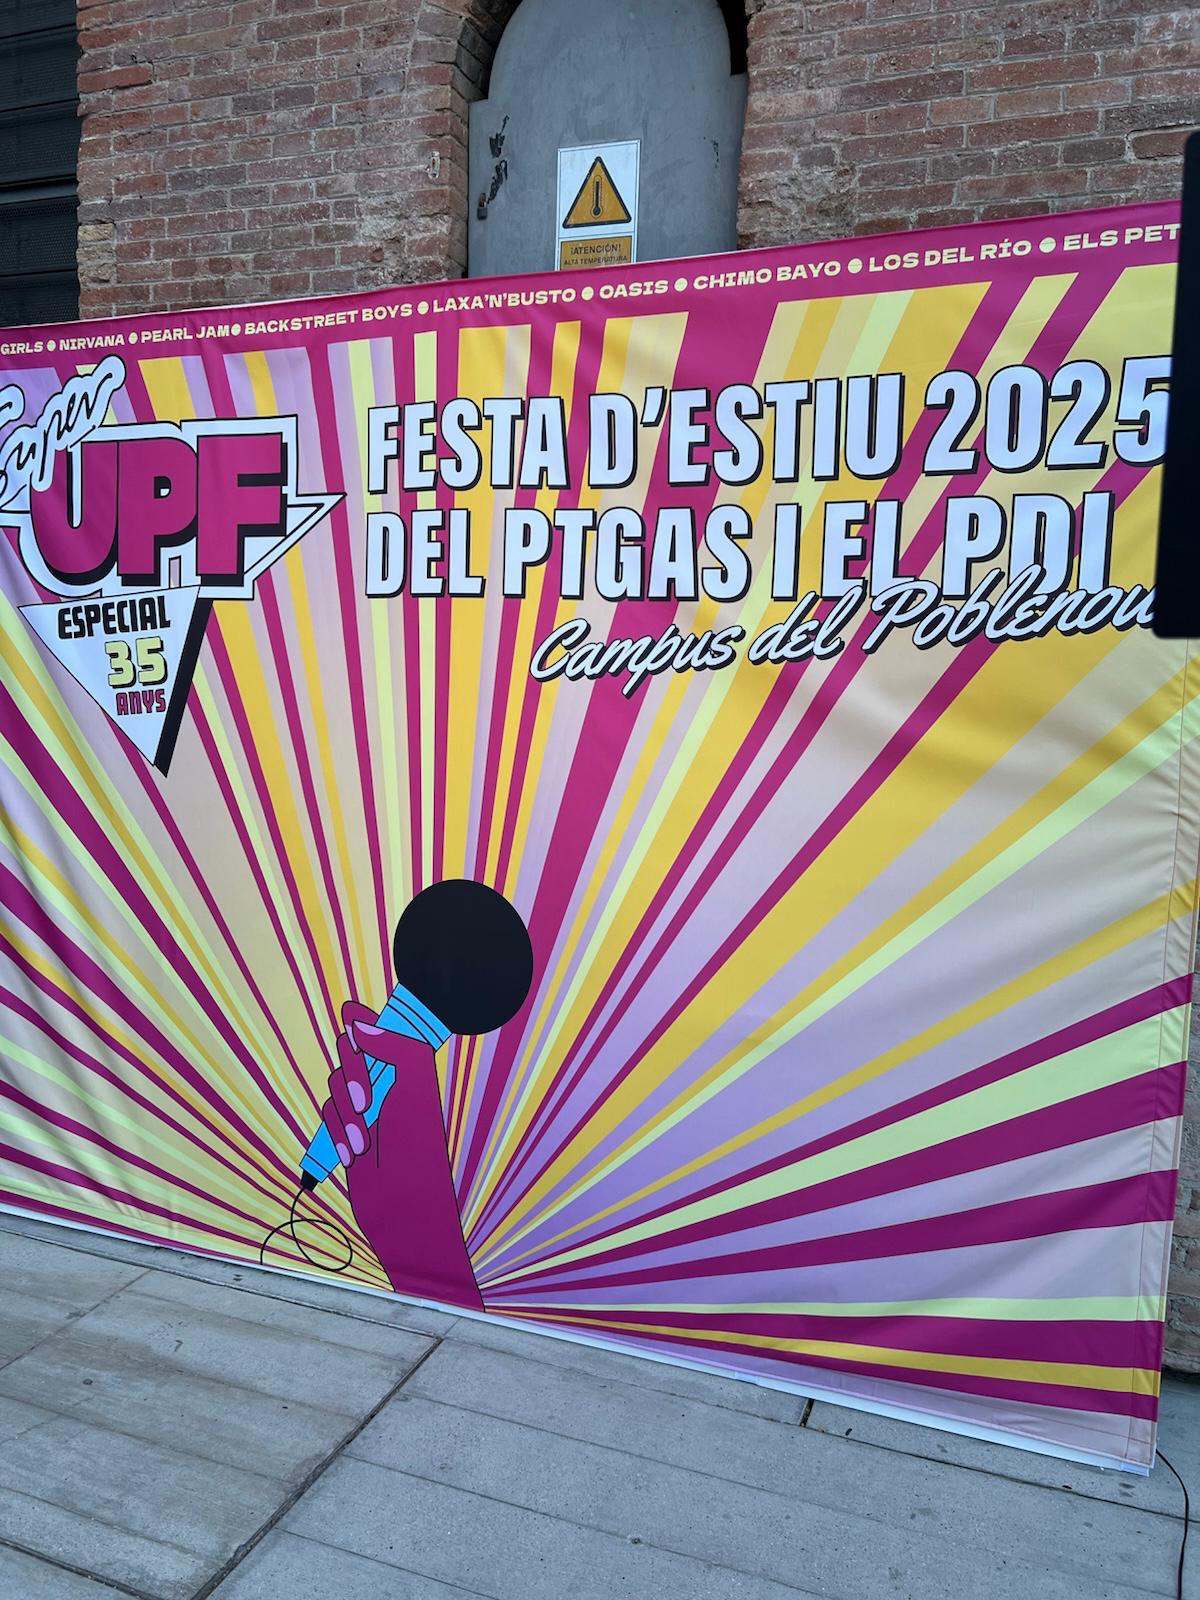 ¡ATENCIÓN!
ALTA TEMPERATURA
GIRLS ● NIRVANA ● PEARL JAM ● BACKSTREET BOYS ● LAXA'N'BUSTO ● OASIS ● CHIMO BAYO ● LOS DEL RÍO ● ELS PET
Super
UPF
ESPECIAL
35
ANYS
FESTA D'ESTIU 2025
DEL PTGAS I EL PDI
Campus del Poblenou